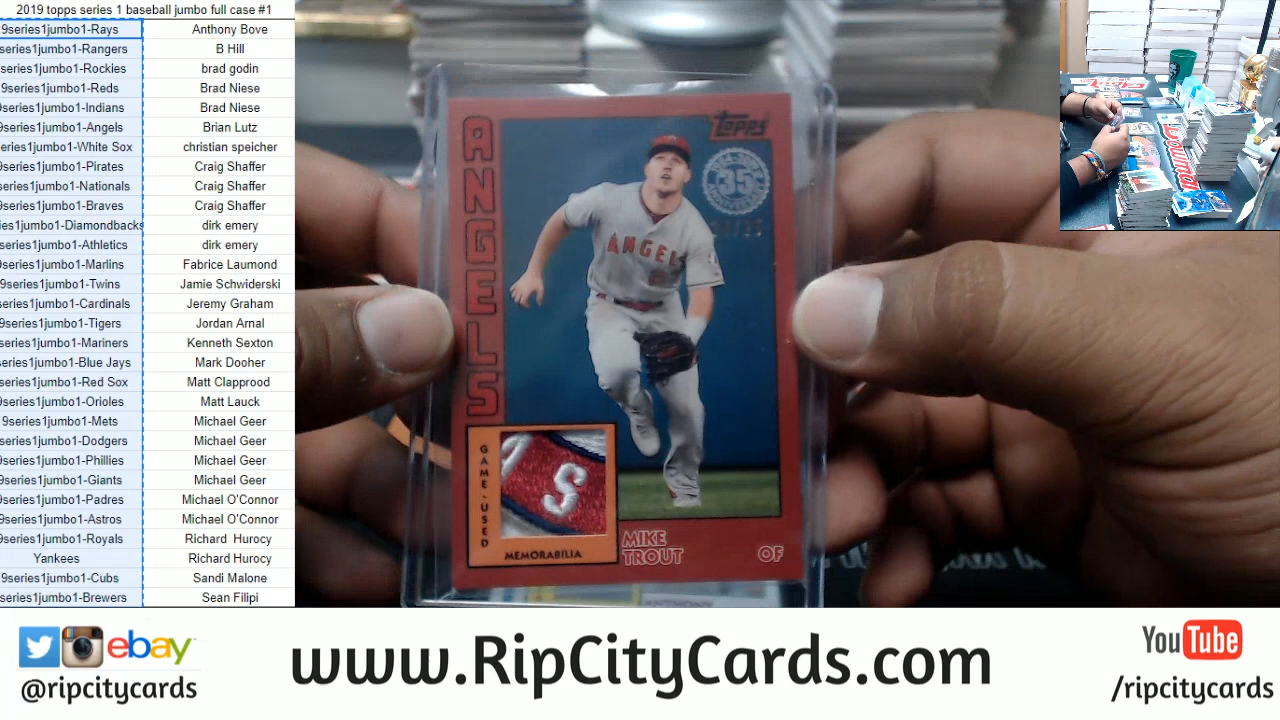 2019 topps series 1 baseball jumbo full case #1
9series1jumbo1-Rays Anthony Bove
series1jumbo1-Rangers B Hill
series1jumbo1-Rockies brad godin
9series1jumbo1-Reds Brad Niese
9series1jumbo1-Indians Brad Niese
9series1jumbo1-Angels Brian Lutz
eries1jumbo1-White Sox christian speicher
9series1jumbo1-Pirates Craig Shaffer
series1jumbo1-Nationals Craig Shaffer
9series1jumbo1-Braves Craig Shaffer
ies1jumbo1-Diamondbacks dirk emery
series1jumbo1-Athletics dirk emery
9series1jumbo1-Marlins Fabrice Laumond
9series1jumbo1-Twins Jamie Schwiderski
series1jumbo1-Cardinals Jeremy Graham
9series1jumbo1-Tigers Jordan Arnal
series1jumbo1-Mariners Kenneth Sexton
series1jumbo1-Blue Jays Mark Dooher
series1jumbo1-Red Sox Matt Clapprood
9series1jumbo1-Orioles Matt Lauck
9series1jumbo1-Mets Michael Geer
series1jumbo1-Dodgers Michael Geer
series1jumbo1-Phillies Michael Geer
9series1jumbo1-Giants Michael Geer
9series1jumbo1-Padres Michael O'Connor
9series1jumbo1-Astros Michael O'Connor
9series1jumbo1-Royals Richard Hurocy
Yankees Richard Hurocy
9series1jumbo1-Cubs Sandi Malone
series1jumbo1-Brewers Sean Filipi
ANGELS
Topps
35
ANGEL
S
GAME-USED
MEMORABILIA
MIKE
TROUT
OF
ANTHONY
ebay
@ripcitycards
www.RipCityCards.com
YouTube
/ripcitycards